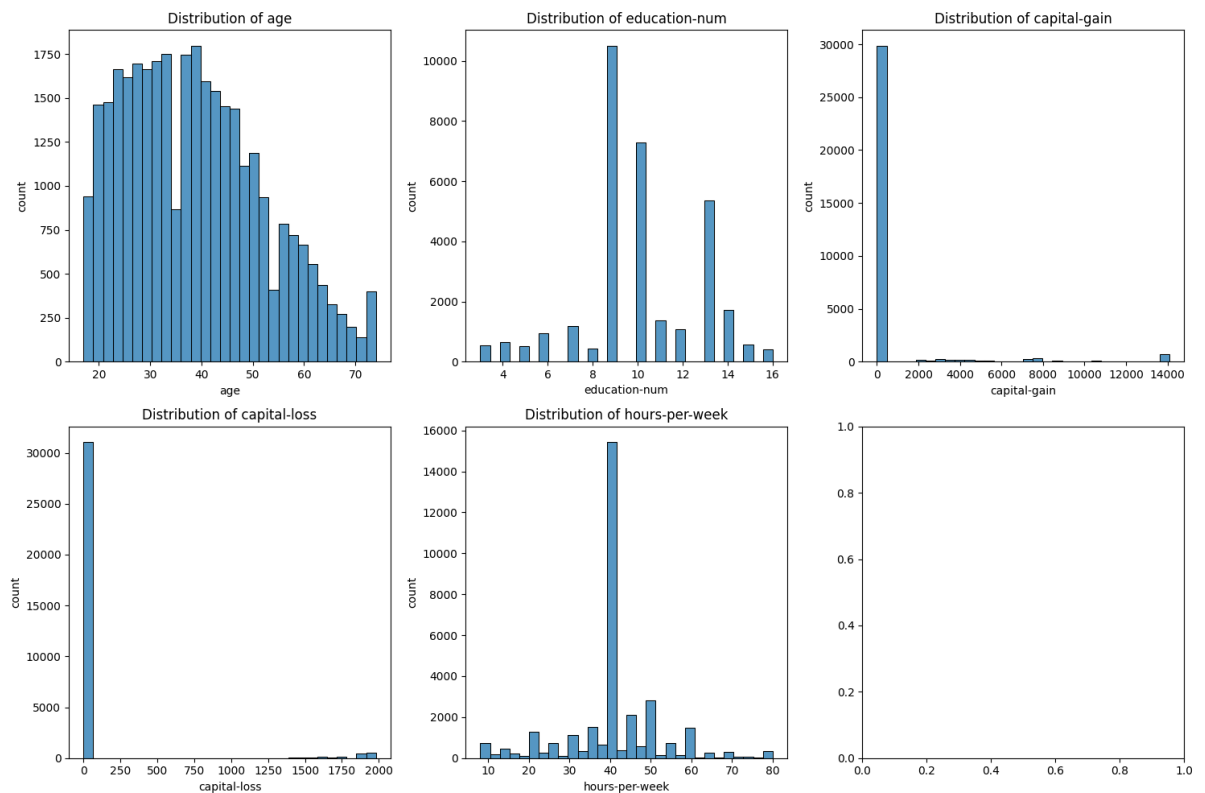 Distribution of age
1750
1500
1250
1000
750
500
250
0
count
20 30 40 50 60 70
age
Distribution of education-num
10000
8000
6000
4000
2000
0
count
4 6 8 10 12 14 16
education-num
Distribution of capital-gain
30000
25000
20000
15000
10000
5000
0
count
0 2000 4000 6000 8000 10000 12000 14000
capital-gain
Distribution of capital-loss
30000
25000
20000
15000
10000
5000
0
count
0 250 500 750 1000 1250 1500 1750 2000
capital-loss
Distribution of hours-per-week
16000
14000
12000
10000
8000
6000
4000
2000
0
count
10 20 30 40 50 60 70 80
hours-per-week
1.0
0.8
0.6
0.4
0.2
0.0
0.0 0.2 0.4 0.6 0.8 1.0